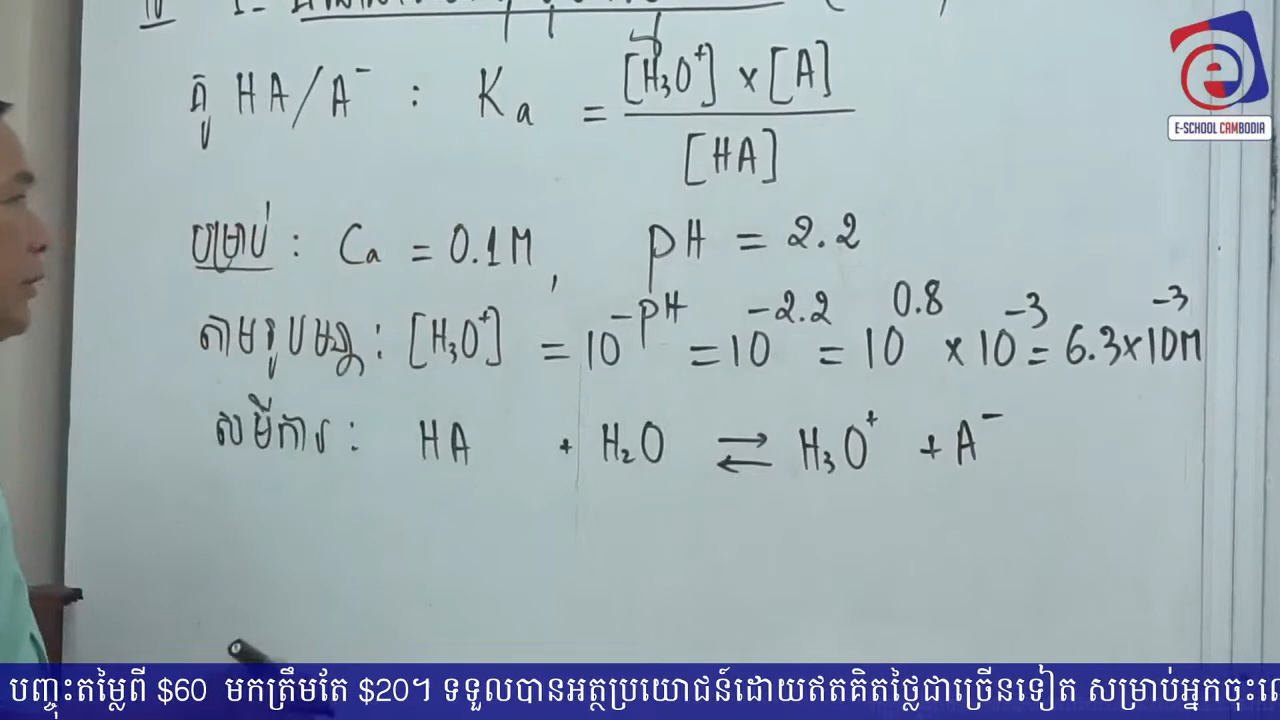 គូ HA/A⁻ : Ka = [H₃O⁺] × [A] / [HA]
បម្រាប់ : Ca = 0.1M , pH = 2.2
តាមរូបមន្ត : [H₃O⁺] = 10^-pH = 10^-2.2 = 10^0.8 × 10^-3 = 6.3×10^-3 M
សមីការ : HA + H₂O ⇌ H₃O⁺ + A⁻
E-SCHOOL CAMBODIA
បញ្ចុះតម្លៃពី $60 មកត្រឹមតែ $20។ ទទួលបានអត្ថប្រយោជន៍ដោយឥតគិតថ្លៃជាច្រើនទៀត សម្រាប់អ្នកចុះ